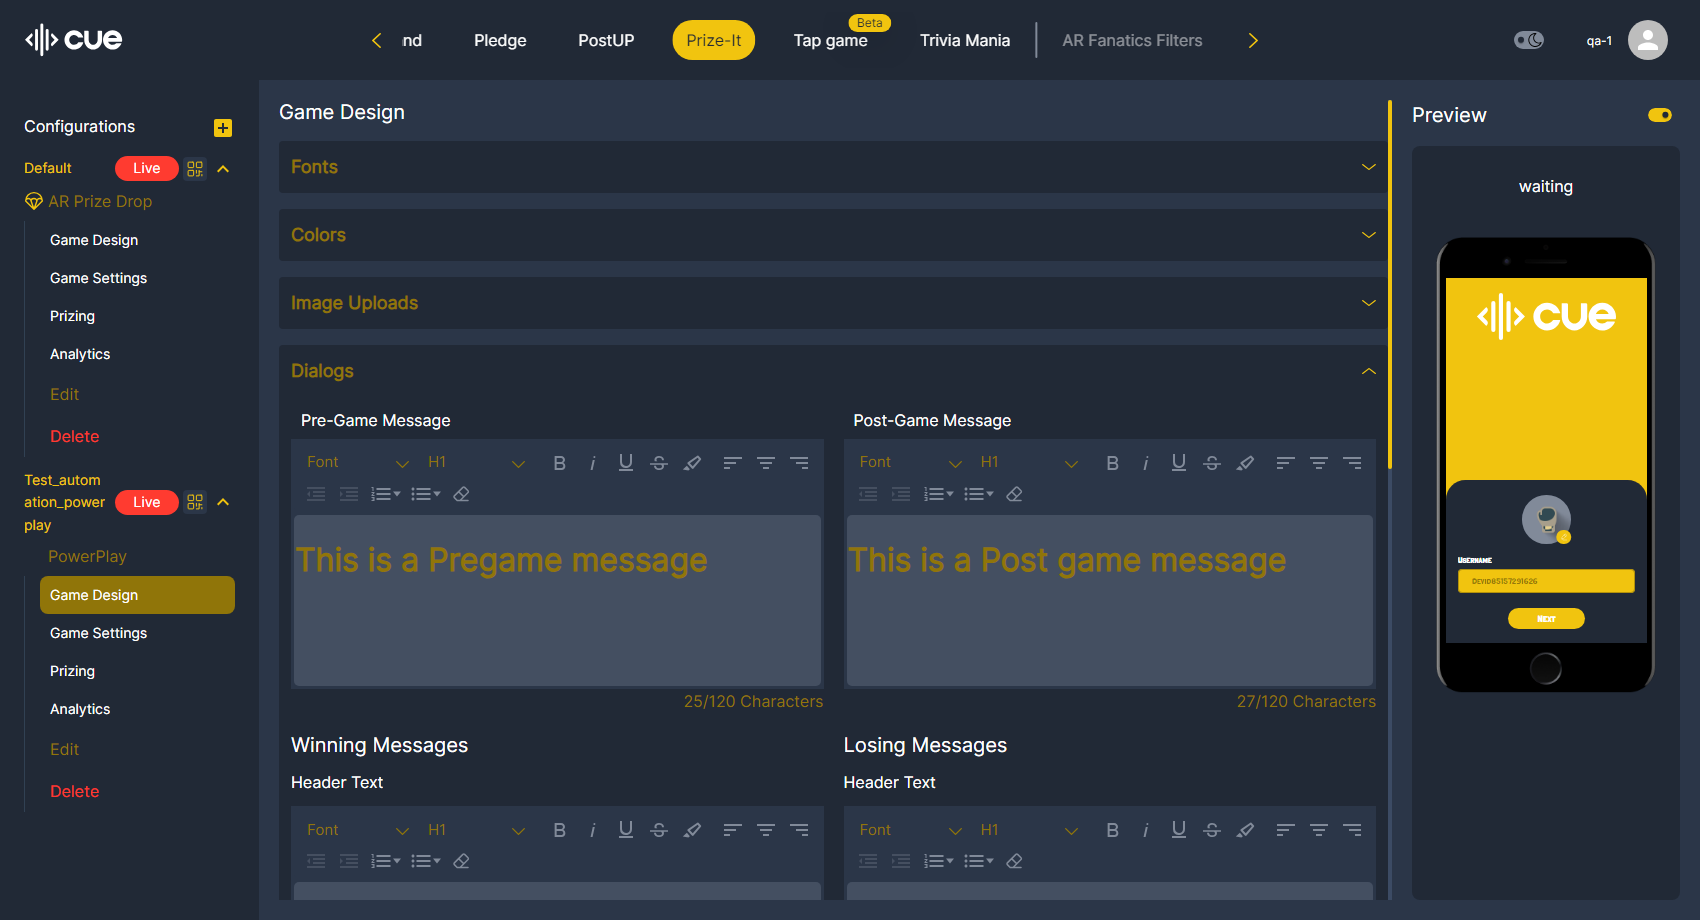 cue
nd
Pledge
PostUP
Prize-It
Beta
Tap game
Trivia Mania
AR Fanatics Filters
qa-1
Configurations
Default
Live
AR Prize Drop
Game Design
Game Settings
Prizing
Analytics
Edit
Delete
Test_autom
ation_power
play
Live
PowerPlay
Game Design
Game Settings
Prizing
Analytics
Edit
Delete
Game Design
Fonts
Colors
Image Uploads
Dialogs
Pre-Game Message
Font H1 B i U S
This is a Pregame message
25/120 Characters
Post-Game Message
Font H1 B i U S
This is a Post game message
27/120 Characters
Winning Messages
Header Text
Font H1 B i U S
Losing Messages
Header Text
Font H1 B i U S
Preview
waiting
cue
Username
Devid85157291626
Next